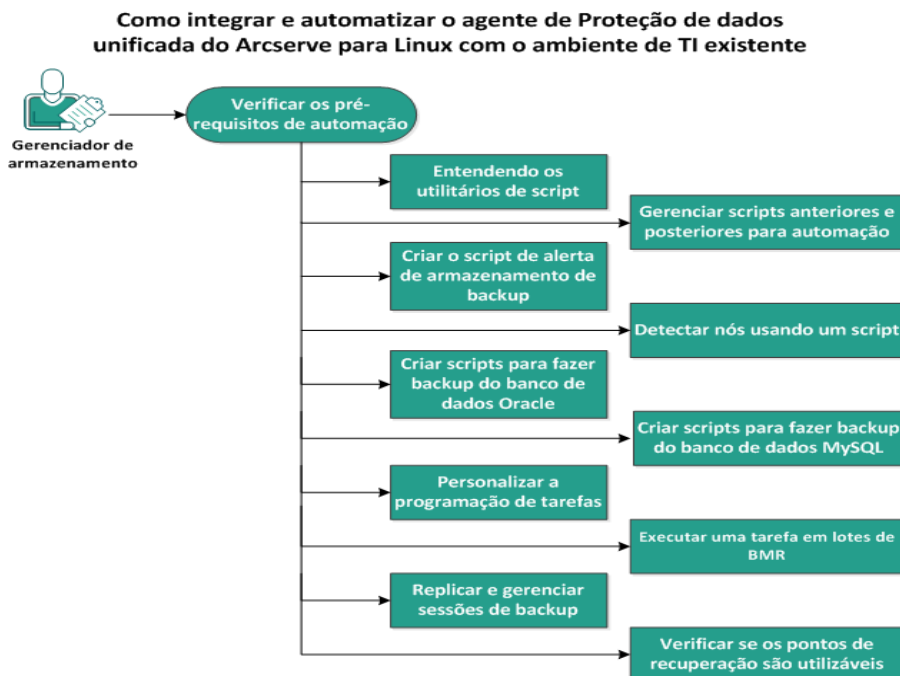 Como integrar e automatizar o agente de Proteção de dados
unificada do Arcserve para Linux com o ambiente de TI existente
Gerenciador de
armazenamento
Verificar os pré-
requisitos de automação
Entendendo os
utilitários de script
Gerenciar scripts anteriores e
posteriores para automação
Criar o script de alerta
de armazenamento de
backup
Detectar nós usando um script
Criar scripts para fazer
backup do banco de
dados Oracle
Criar scripts para fazer backup
do banco de dados MySQL
Personalizar a
programação de tarefas
Executar uma tarefa em lotes de
BMR
Replicar e gerenciar
sessões de backup
Verificar se os pontos de
recuperação são utilizáveis